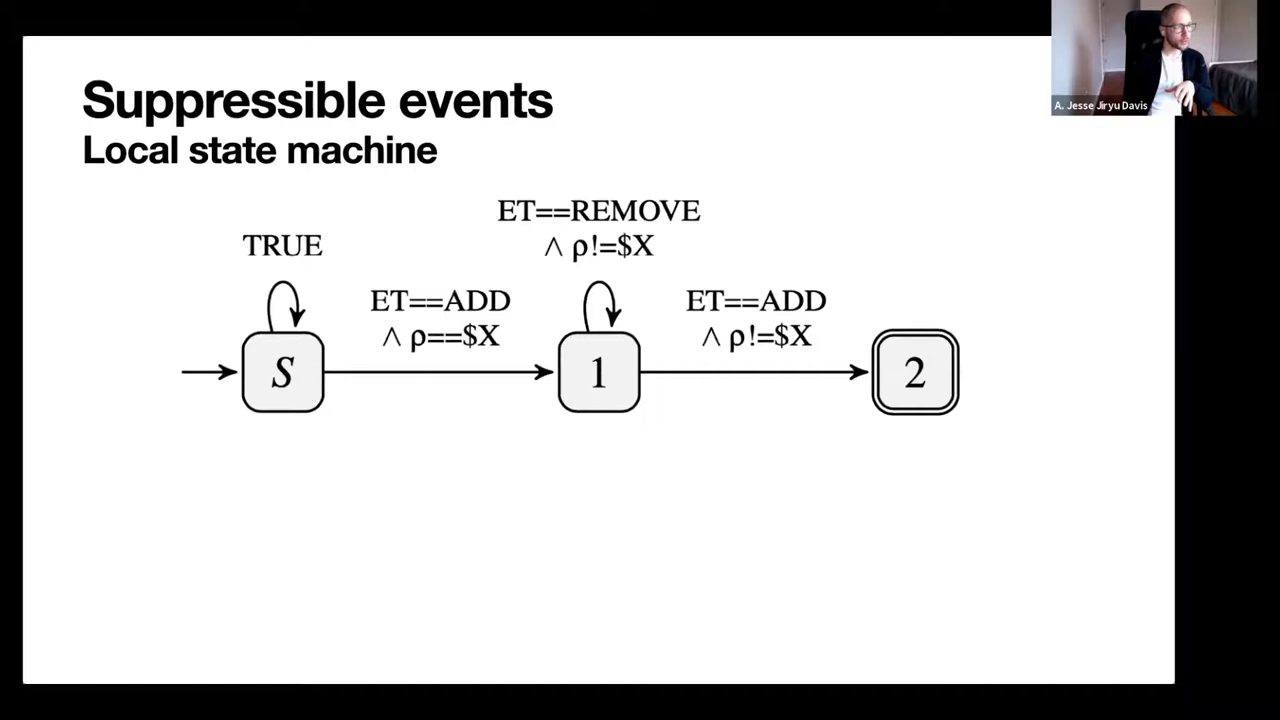 Suppressible events
Local state machine
A. Jesse Jiryu Davis
TRUE
ET==ADD
∧ ρ==$X
ET==REMOVE
∧ ρ!=$X
ET==ADD
∧ ρ!=$X
S
1
2